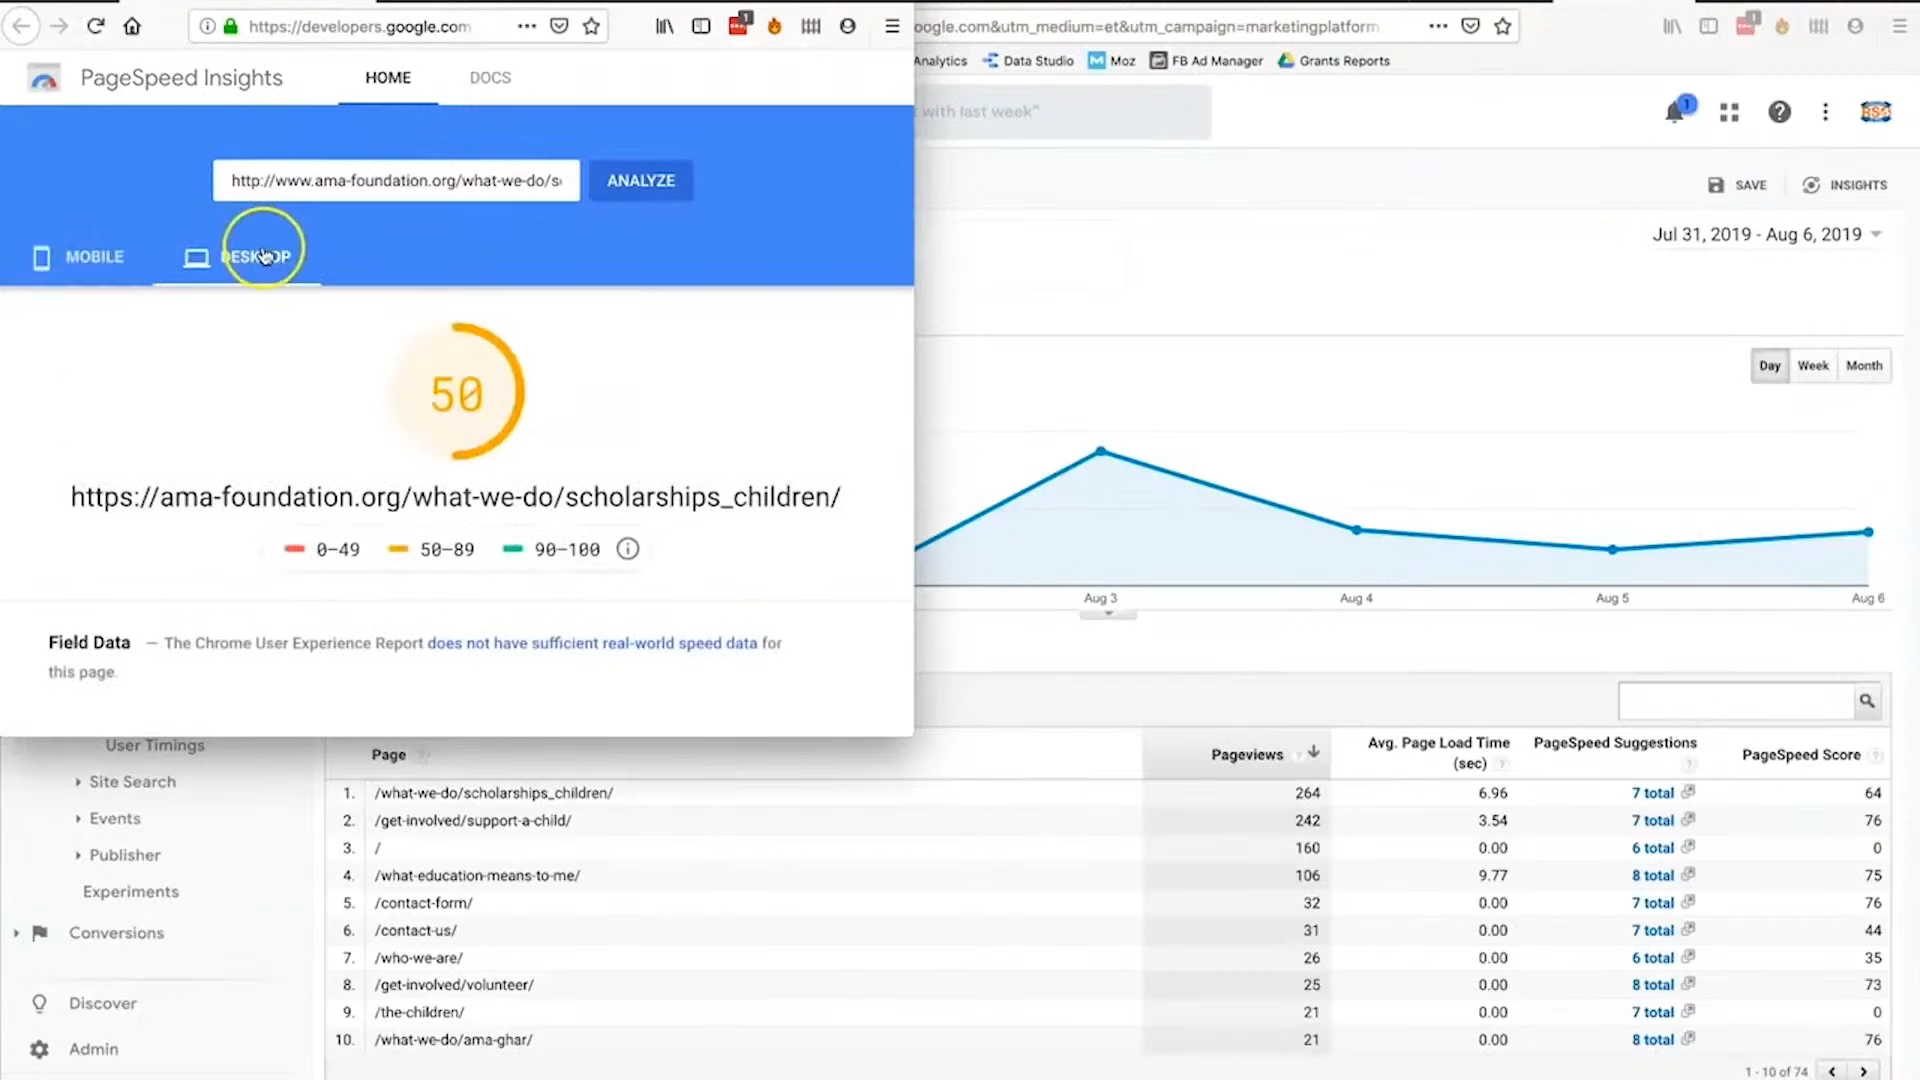 https://developers.google.com
PageSpeed Insights
HOME
DOCS
http://www.ama-foundation.org/what-we-do/s
ANALYZE
MOBILE
DESKTOP
50
https://ama-foundation.org/what-we-do/scholarships_children/
0–49 50–89 90–100
Field Data — The Chrome User Experience Report does not have sufficient real-world speed data for
this page.
oogle.com&utm_medium=et&utm_campaign=marketingplatform
1
Analytics Data Studio Moz FB Ad Manager Grants Reports
with last week"
1
SAVE INSIGHTS
Jul 31, 2019 - Aug 6, 2019
Day Week Month
Aug 3 Aug 4 Aug 5 Aug 6
User Timings
Site Search
Events
Publisher
Experiments
Conversions
Discover
Admin
Page Pageviews Avg. Page Load Time (sec) PageSpeed Suggestions PageSpeed Score
1. /what-we-do/scholarships_children/ 264 6.96 7 total 64
2. /get-involved/support-a-child/ 242 3.54 7 total 76
3. / 160 0.00 6 total 0
4. /what-education-means-to-me/ 106 9.77 8 total 75
5. /contact-form/ 32 0.00 7 total 76
6. /contact-us/ 31 0.00 7 total 44
7. /who-we-are/ 26 0.00 6 total 35
8. /get-involved/volunteer/ 25 0.00 8 total 73
9. /the-children/ 21 0.00 7 total 0
10. /what-we-do/ama-ghar/ 21 0.00 8 total 76
1 - 10 of 74